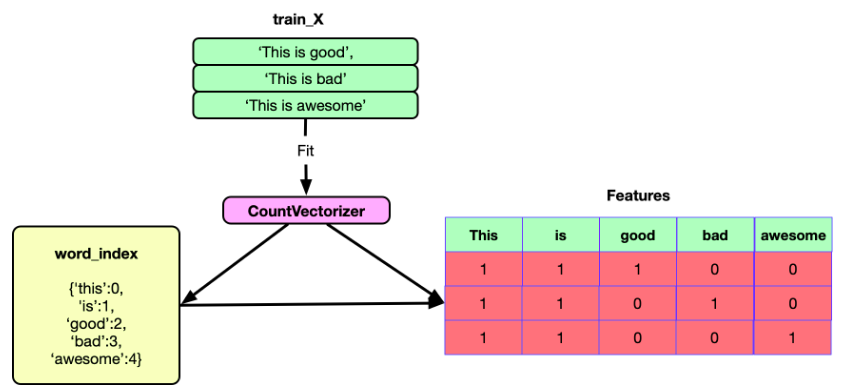 train_X
‘This is good’,
‘This is bad’
‘This is awesome’
Fit
CountVectorizer
word_index
{'this':0,
'is':1,
‘good’:2,
‘bad’:3,
‘awesome’:4}
Features
This is good bad awesome
1 1 1 0 0
1 1 0 1 0
1 1 0 0 1